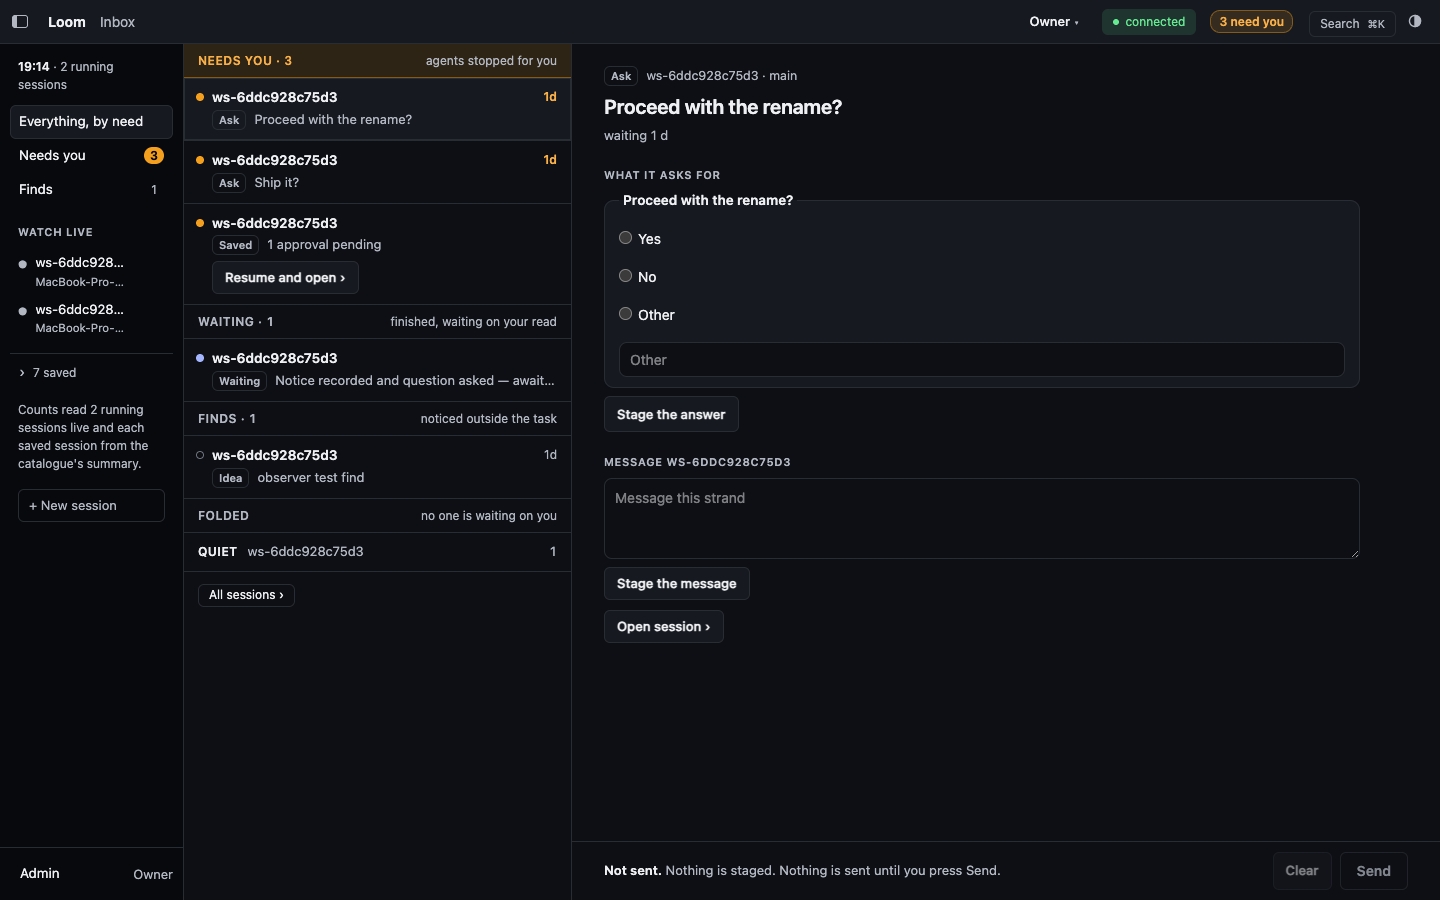 Loom Inbox
Owner
connected
3 need you
Search ⌘K
19:14 · 2 running
sessions
Everything, by need
Needs you 3
Finds 1
WATCH LIVE
ws-6ddc928...
MacBook-Pro-...
ws-6ddc928...
MacBook-Pro-...
› 7 saved
Counts read 2 running
sessions live and each
saved session from the
catalogue's summary.
+ New session
Admin Owner
NEEDS YOU · 3 agents stopped for you
ws-6ddc928c75d3 1d
Ask Proceed with the rename?
ws-6ddc928c75d3 1d
Ask Ship it?
ws-6ddc928c75d3
Saved 1 approval pending
Resume and open ›
WAITING · 1 finished, waiting on your read
ws-6ddc928c75d3
Waiting Notice recorded and question asked — await...
FINDS · 1 noticed outside the task
ws-6ddc928c75d3 1d
Idea observer test find
FOLDED no one is waiting on you
QUIET ws-6ddc928c75d3 1
All sessions ›
Ask ws-6ddc928c75d3 · main
Proceed with the rename?
waiting 1 d
WHAT IT ASKS FOR
Proceed with the rename?
Yes
No
Other
Other
Stage the answer
MESSAGE WS-6DDC928C75D3
Message this strand
Stage the message
Open session ›
Not sent. Nothing is staged. Nothing is sent until you press Send.
Clear
Send